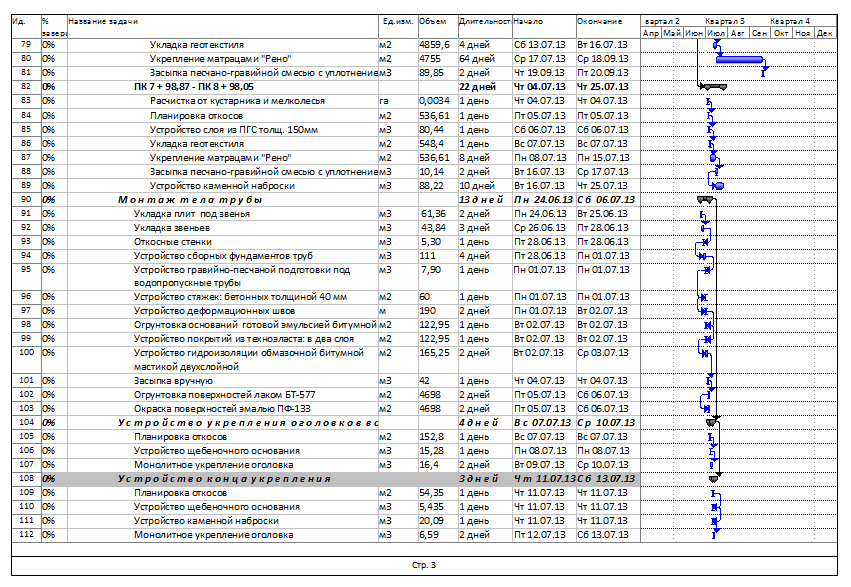 Ид. % Название задачи Ед.изм. Объем Длительност Начало Окончание вартал 2 Квартал 3 Квартал 4
завер Апр Май Июн Июл Авг Сен Окт Ноя Дек
79 0% Укладка геотекстиля м2 4859,6 4 дней Сб 13.07.13 Вт 16.07.13
80 0% Укрепление матрацами "Рено" м2 4755 64 дней Ср 17.07.13 Ср 18.09.13
81 0% Засыпка песчано-гравийной смесью с уплотнение м3 89,85 2 дней Чт 19.09.13 Пт 20.09.13
82 0% ПК 7 + 98,87 - ПК 8 + 98,05 22 дней Чт 04.07.13 Чт 25.07.13
83 0% Расчистка от кустарника и мелколесья га 0,0034 1 день Чт 04.07.13 Чт 04.07.13
84 0% Планировка откосов м2 536,61 1 день Пт 05.07.13 Пт 05.07.13
85 0% Устройство слоя из ПГС толщ. 150мм м3 80,44 1 день Сб 06.07.13 Сб 06.07.13
86 0% Укладка геотекстиля м2 548,4 1 день Вс 07.07.13 Вс 07.07.13
87 0% Укрепление матрацами "Рено" м2 536,61 8 дней Пн 08.07.13 Пн 15.07.13
88 0% Засыпка песчано-гравийной смесью с уплотнение м3 10,14 2 дней Вт 16.07.13 Ср 17.07.13
89 0% Устройство каменной наброски м3 88,22 10 дней Вт 16.07.13 Чт 25.07.13
90 0% Монтаж тела трубы 13 дней Пн 24.06.13 Сб 06.07.13
91 0% Укладка плит под звенья м3 61,36 2 дней Пн 24.06.13 Вт 25.06.13
92 0% Укладка звеньев м3 43,84 3 дней Ср 26.06.13 Пт 28.06.13
93 0% Откосные стенки м3 5,30 1 день Пт 28.06.13 Пт 28.06.13
94 0% Устройство сборных фундаментов труб м3 111 4 дней Пт 28.06.13 Пн 01.07.13
95 0% Устройство гравийно-песчаной подготовки под м3 7,90 1 день Пн 01.07.13 Пн 01.07.13
водопропускные трубы
96 0% Устройство стяжек: бетонных толщиной 40 мм м2 60 1 день Пн 01.07.13 Пн 01.07.13
97 0% Устройство деформационных швов м 190 2 дней Пн 01.07.13 Вт 02.07.13
98 0% Огрунтовка оснований готовой эмульсией битумной м2 122,95 1 день Вт 02.07.13 Вт 02.07.13
99 0% Устройство покрытий из техноэласта: в два слоя м2 122,95 1 день Вт 02.07.13 Вт 02.07.13
100 0% Устройство гидроизоляции обмазочной битумной м2 165,25 2 дней Вт 02.07.13 Ср 03.07.13
мастикой двухслойной
101 0% Засыпка вручную м3 42 1 день Чт 04.07.13 Чт 04.07.13
102 0% Огрунтовка поверхностей лаком БТ-577 м2 4698 2 дней Пт 05.07.13 Сб 06.07.13
103 0% Окраска поверхностей эмалью ПФ-133 м2 4698 2 дней Пт 05.07.13 Сб 06.07.13
104 0% Устройство укрепления оголовков вс 4 дней Вс 07.07.13 Ср 10.07.13
105 0% Планировка откосов м2 152,8 1 день Вс 07.07.13 Вс 07.07.13
106 0% Устройство щебеночного основания м3 15,28 1 день Пн 08.07.13 Пн 08.07.13
107 0% Монолитное укрепление оголовка м3 16,4 2 дней Вт 09.07.13 Ср 10.07.13
108 0% Устройство конца укрепления 3 дней Чт 11.07.13 Сб 13.07.13
109 0% Планировка откосов м2 54,35 1 день Чт 11.07.13 Чт 11.07.13
110 0% Устройство щебеночного основания м3 5,435 1 день Чт 11.07.13 Чт 11.07.13
111 0% Устройство каменной наброски м3 20,09 1 день Чт 11.07.13 Чт 11.07.13
112 0% Монолитное укрепление оголовка м3 6,59 2 дней Пт 12.07.13 Сб 13.07.13
Стр. 3